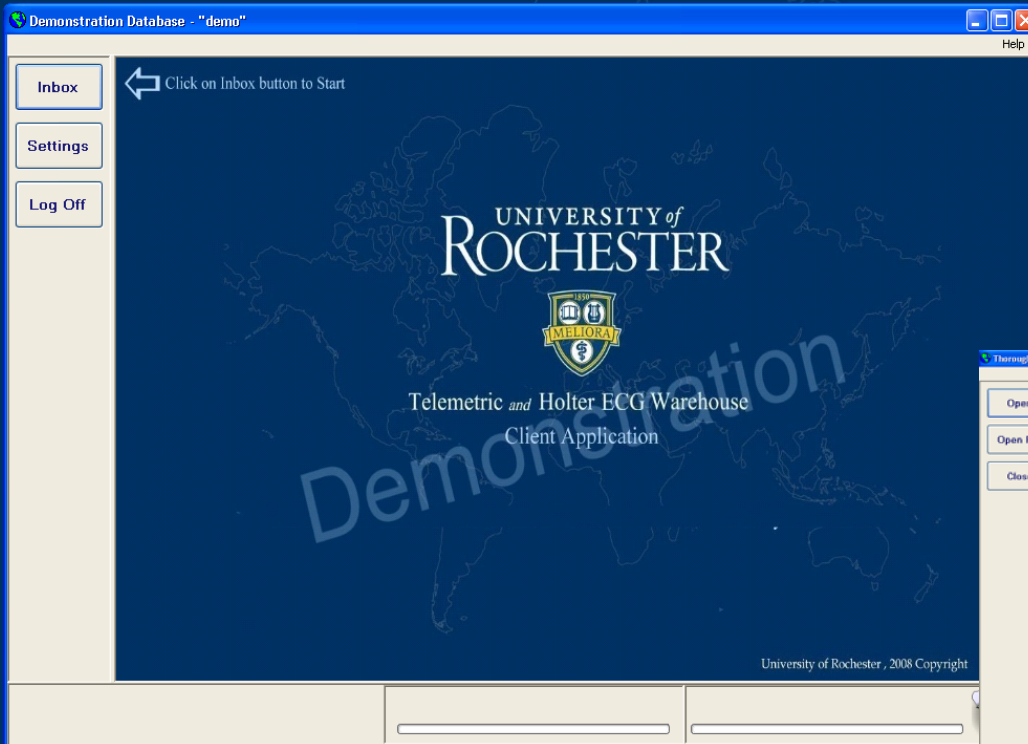 Demonstration Database - "demo"
Help
Inbox
Settings
Log Off
Click on Inbox button to Start
UNIVERSITY of
ROCHESTER
1850
MELIORA
Telemetric and Holter ECG Warehouse
Client Application
Demonstration
University of Rochester , 2008 Copyright
Open